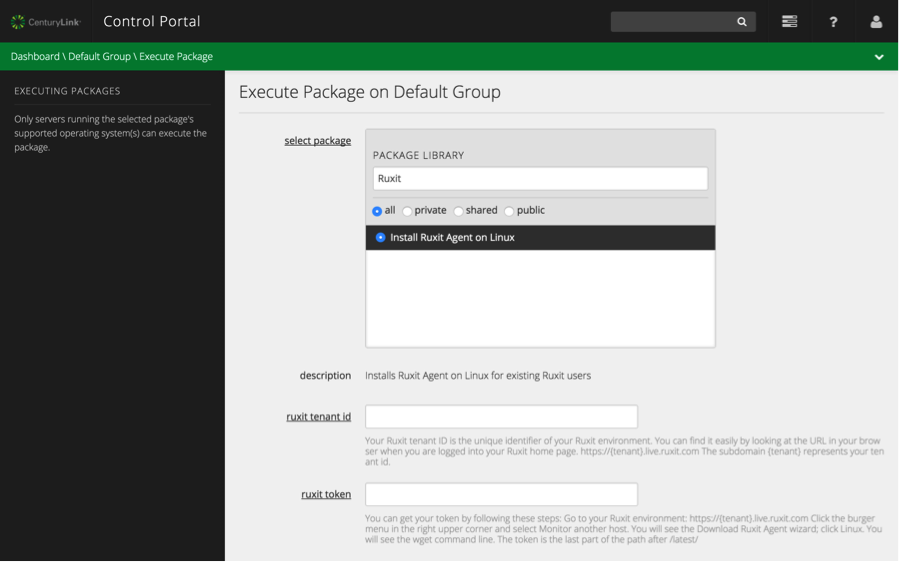 CenturyLink Control Portal
Dashboard \ Default Group \ Execute Package
EXECUTING PACKAGES
Only servers running the selected package's
supported operating system(s) can execute the
package.
Execute Package on Default Group
select package
PACKAGE LIBRARY
Ruxit
all private shared public
Install Ruxit Agent on Linux
description Installs Ruxit Agent on Linux for existing Ruxit users
ruxit tenant id
Your Ruxit tenant ID is the unique identifier of your Ruxit environment. You can find it easily by looking at the URL in your brow
ser when you are logged into your Ruxit home page. https://{tenant}.live.ruxit.com The subdomain {tenant} represents your ten
ant id.
ruxit token
You can get your token by following these steps: Go to your Ruxit environment: https://{tenant}.live.ruxit.com Click the burger
menu in the right upper corner and select Monitor another host. You will see the Download Ruxit Agent wizard; click Linux. You
will see the wget command line. The token is the last part of the path after /latest/